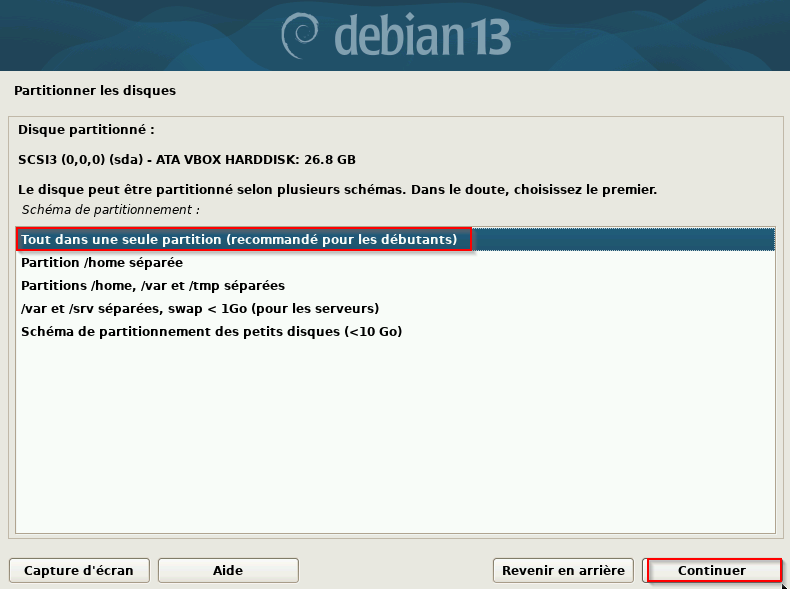 debian 13
Partitionner les disques
Disque partitionné :
SCSI3 (0,0,0) (sda) - ATA VBOX HARDDISK: 26.8 GB
Le disque peut être partitionné selon plusieurs schémas. Dans le doute, choisissez le premier.
Schéma de partitionnement :
Tout dans une seule partition (recommandé pour les débutants)
Partition /home séparée
Partitions /home, /var et /tmp séparées
/var et /srv séparées, swap < 1Go (pour les serveurs)
Schéma de partitionnement des petits disques (<10 Go)
Capture d'écran Aide Revenir en arrière Continuer